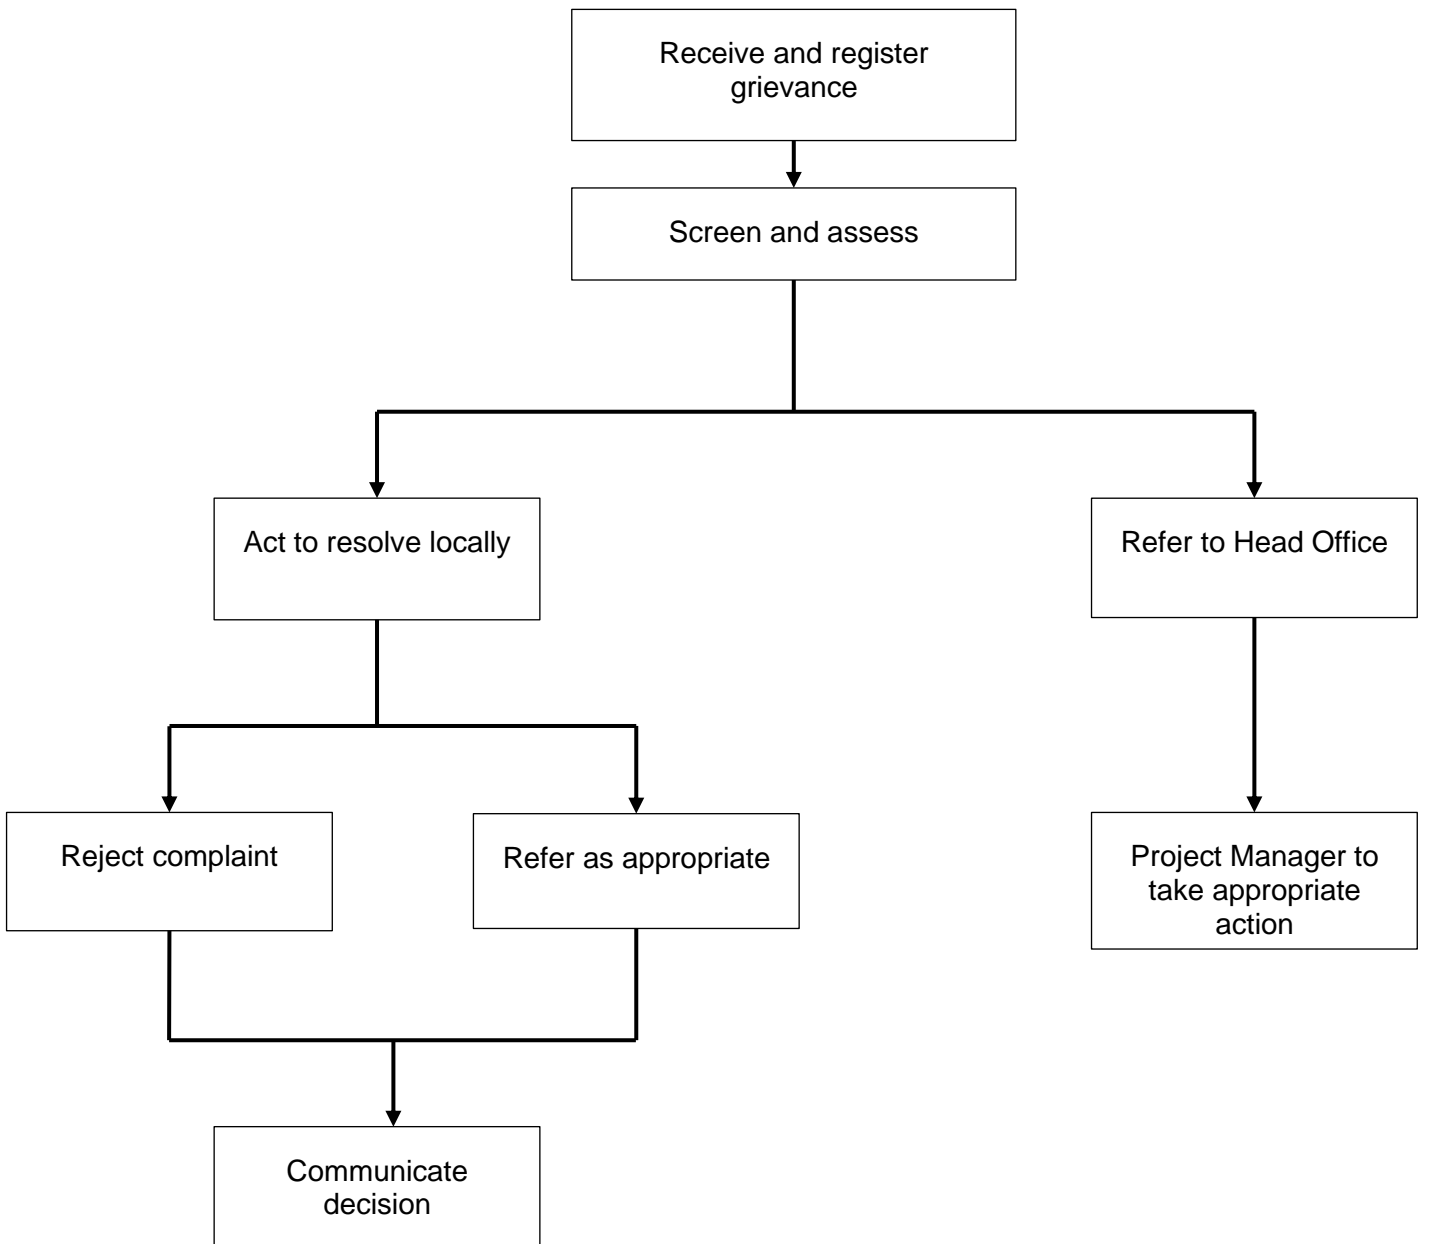 Receive and register
grievance
Screen and assess
Act to resolve locally
Refer to Head Office
Reject complaint
Refer as appropriate
Project Manager to
take appropriate
action
Communicate
decision